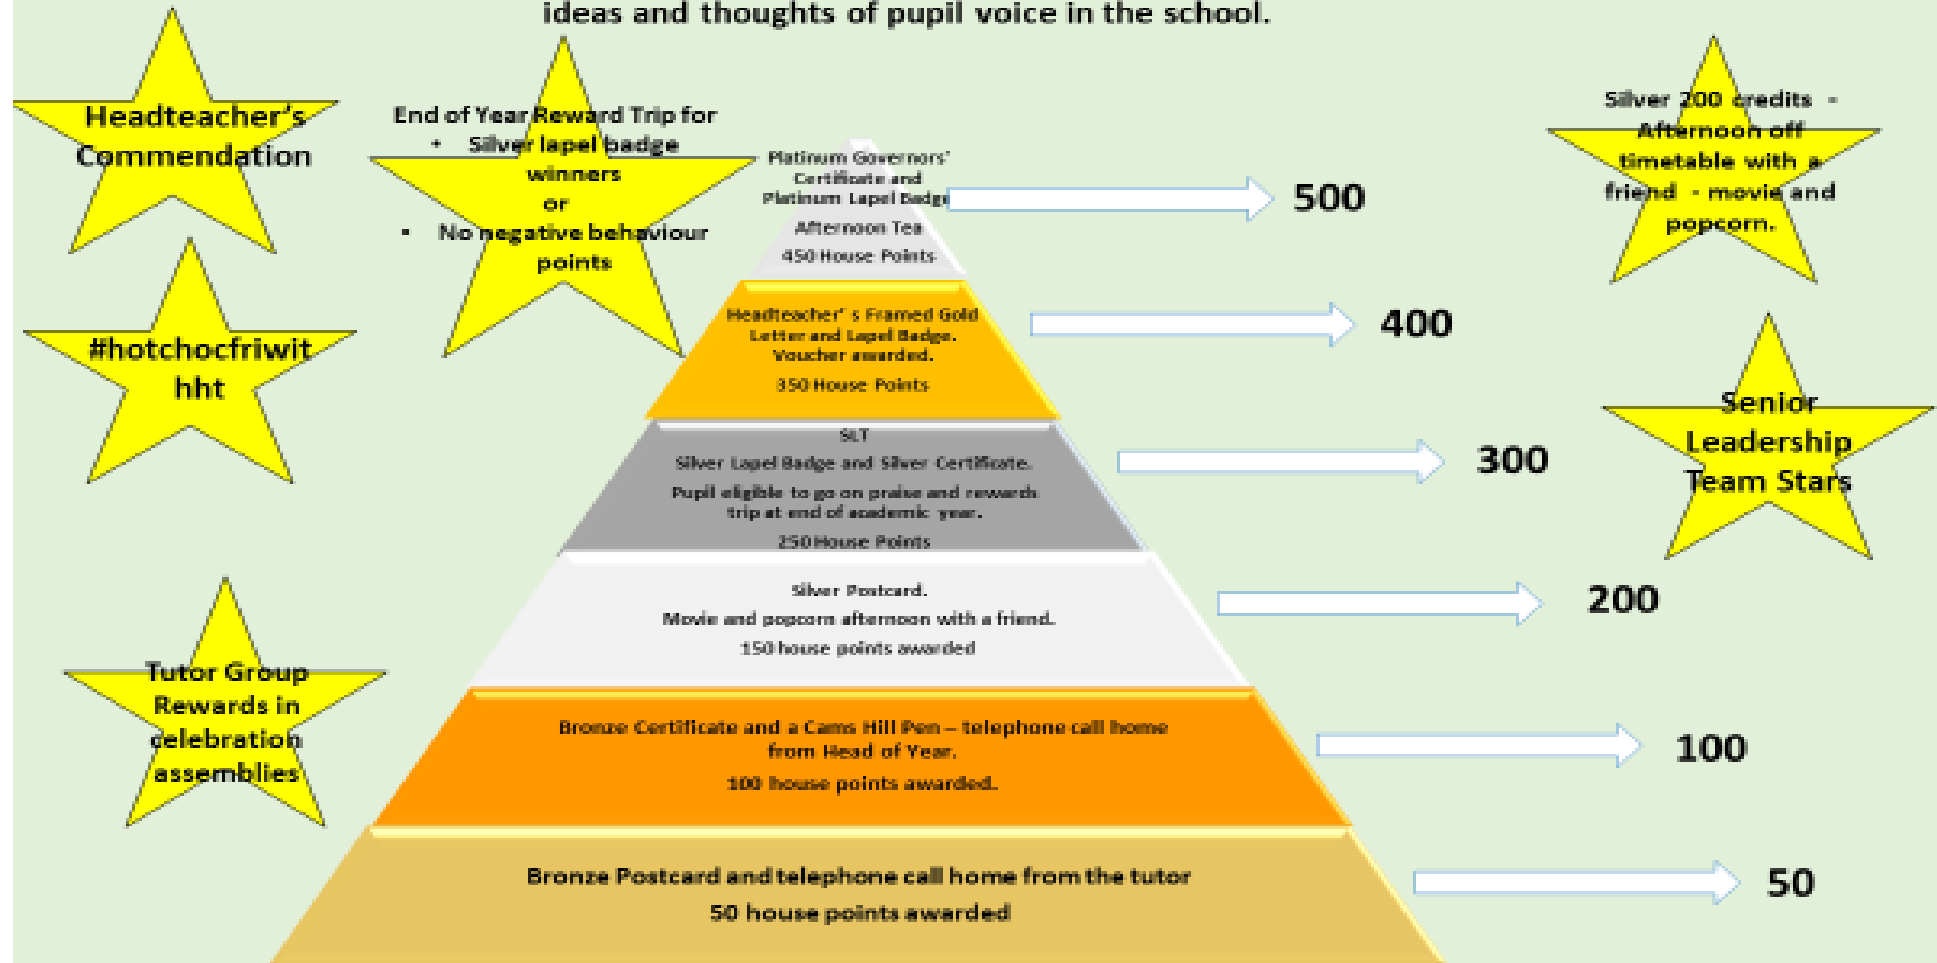 ideas and thoughts of pupil voice in the school.
Headteacher's
Commendation
End of Year Reward Trip for
• Silver lapel badge
winners
or
• No negative behaviour
points
Silver 200 credits -
Afternoon off
timetable with a
friend - movie and
popcorn.
#hotchocfriwit
hht
Senior
Leadership
Team Stars
Tutor Group
Rewards in
celebration
assemblies
Platinum Governors'
Certificate and
Platinum Lapel Badge
Afternoon Tea
450 House Points
500
Headteacher' s Framed Gold
Letter and Lapel Badge.
Voucher awarded.
350 House Points
400
SLT
Silver Lapel Badge and Silver Certificate.
Pupil eligible to go on praise and rewards
trip at end of academic year.
250 House Points
300
Silver Postcard.
Movie and popcorn afternoon with a friend.
150 house points awarded
200
Bronze Certificate and a Cams Hill Pen – telephone call home
from Head of Year.
100 house points awarded.
100
Bronze Postcard and telephone call home from the tutor
50 house points awarded
50